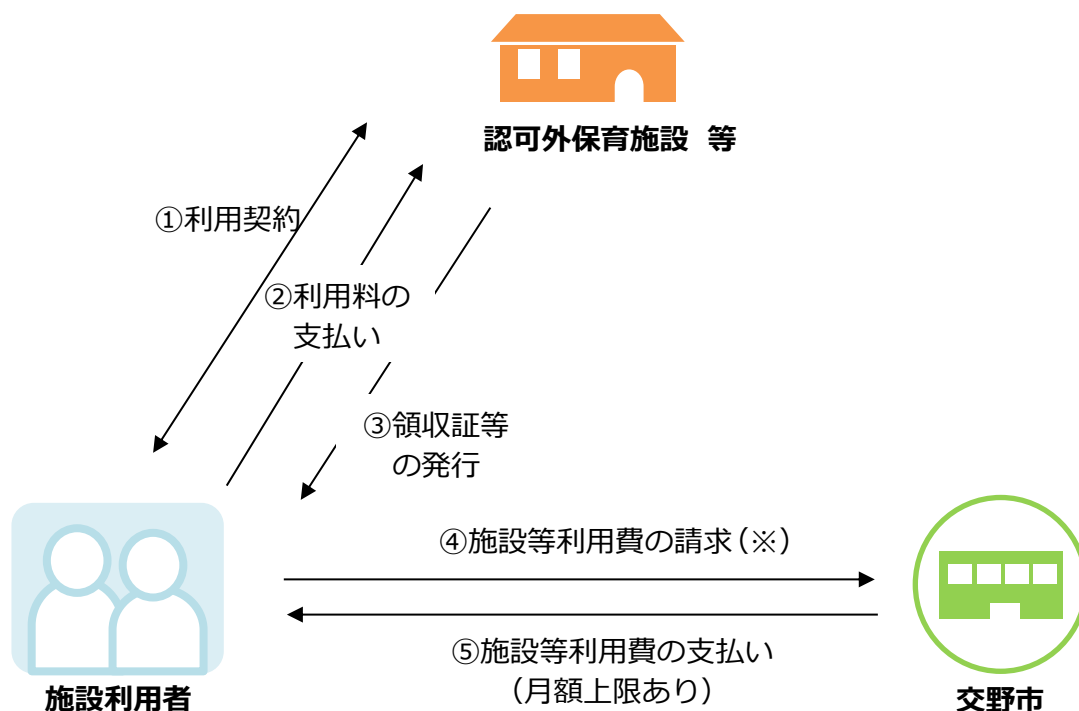 認可外保育施設 等
①利用契約
②利用料の
支払い
③領収証等
の発行
④施設等利用費の請求(※)
⑤施設等利用費の支払い
(月額上限あり)
施設利用者
交野市